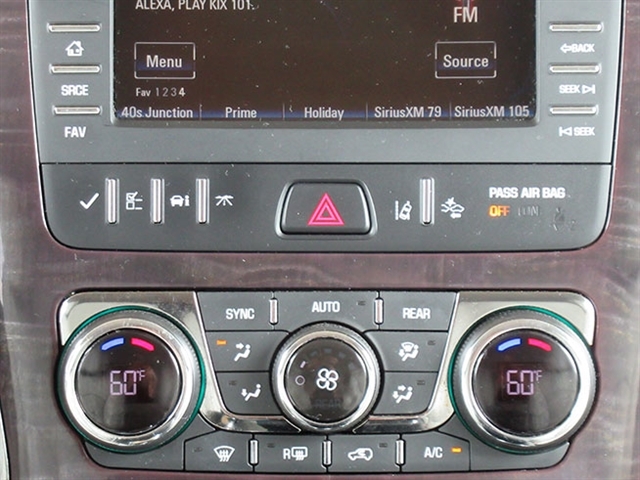 ALEXA, PLAY KIX 101.
FM
Menu
Source
BACK
SRCE
SEEK
Fav 1 2 3 4
40s Junction Prime Holiday SiriusXM 79 SiriusXM 105
FAV
SEEK
PASS AIR BAG
OFF ON
SYNC AUTO REAR
60°F
60°F
R
A/C